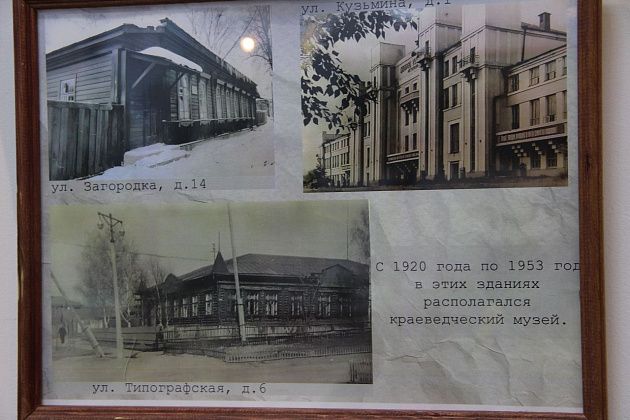 ул. Кузьмина, д.1
ул. Загородка, д.14
С 1920 года по 1953 год
в этих зданиях
располагался
краеведческий музей.
ул. Типографская, д.6